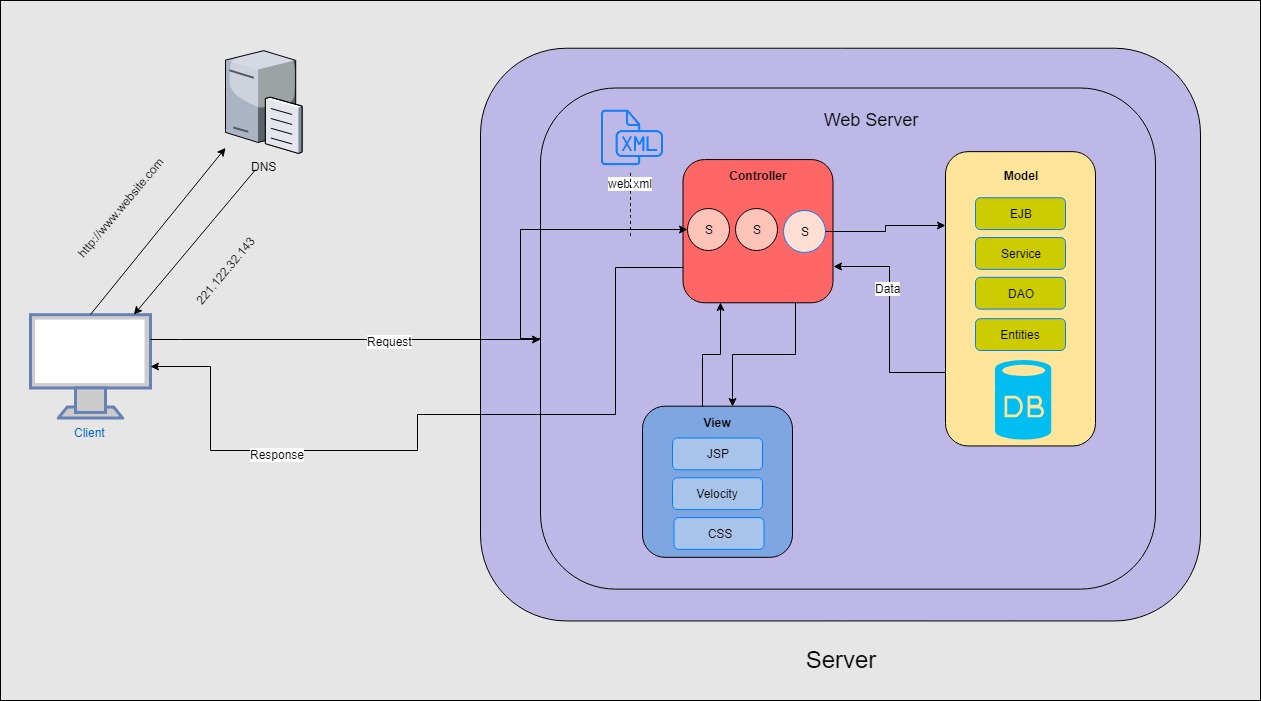 Web Server
XML
web.xml
DNS
http://www.website.com
221.122.32.143
Controller
S
S
S
Model
EJB
Service
DAO
Entities
DB
Data
Request
Client
Response
View
JSP
Velocity
CSS
Server